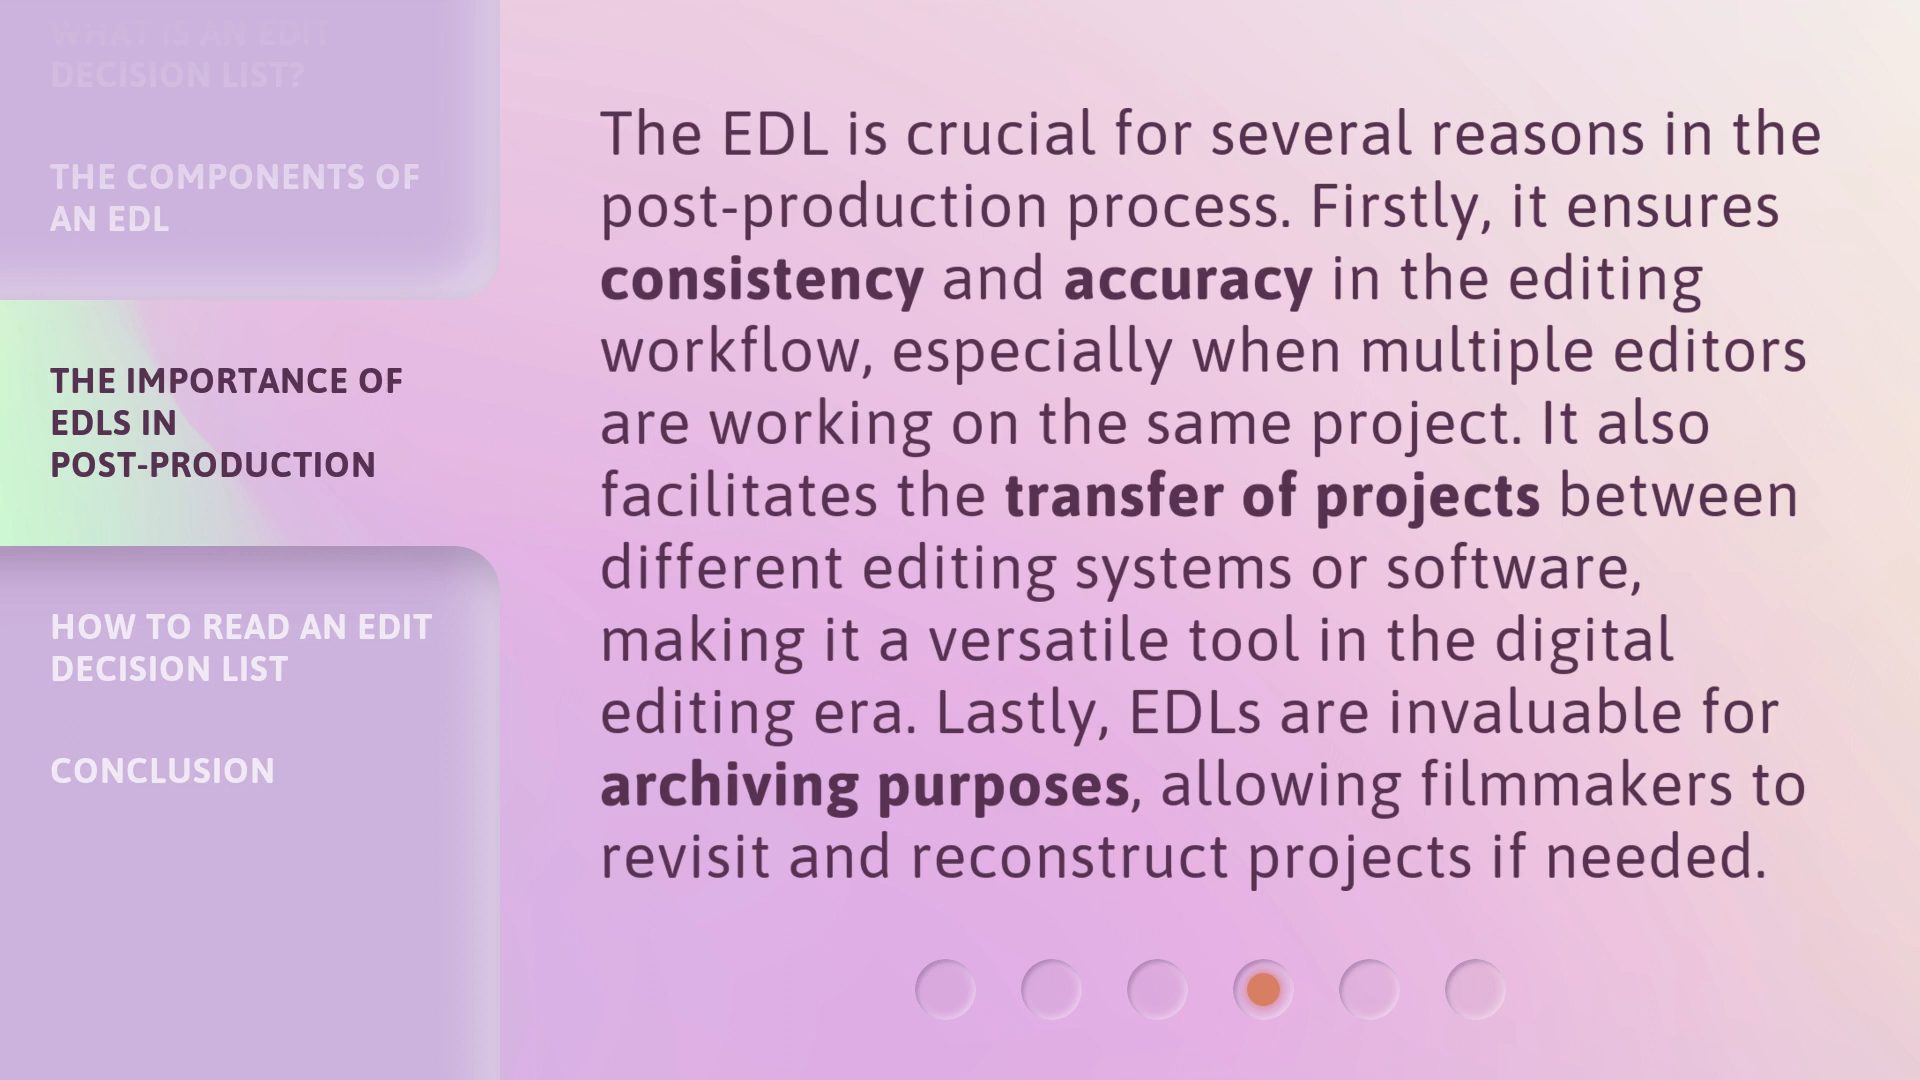 WHAT IS AN EDIT
DECISION LIST?
THE COMPONENTS OF
AN EDL
THE IMPORTANCE OF
EDLS IN
POST-PRODUCTION
HOW TO READ AN EDIT
DECISION LIST
CONCLUSION
The EDL is crucial for several reasons in the
post-production process. Firstly, it ensures
consistency and accuracy in the editing
workflow, especially when multiple editors
are working on the same project. It also
facilitates the transfer of projects between
different editing systems or software,
making it a versatile tool in the digital
editing era. Lastly, EDLs are invaluable for
archiving purposes, allowing filmmakers to
revisit and reconstruct projects if needed.